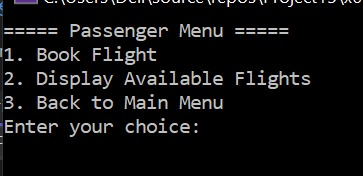 ===== Passenger Menu =====
1. Book Flight
2. Display Available Flights
3. Back to Main Menu
Enter your choice: